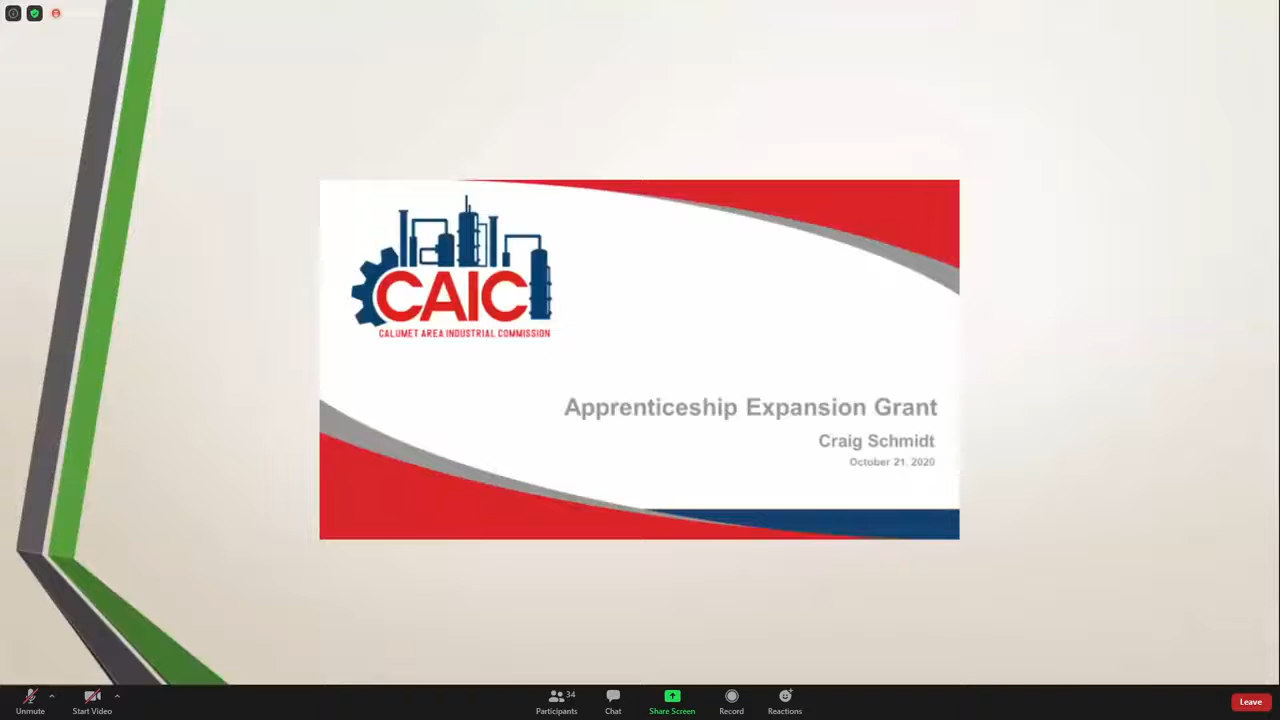 CAIC
CALUMET AREA INDUSTRIAL COMMISSION
Apprenticeship Expansion Grant
Craig Schmidt
October 21, 2020
Unmute
Start Video
34
Participants
Chat
Share Screen
Record
Reactions
Leave